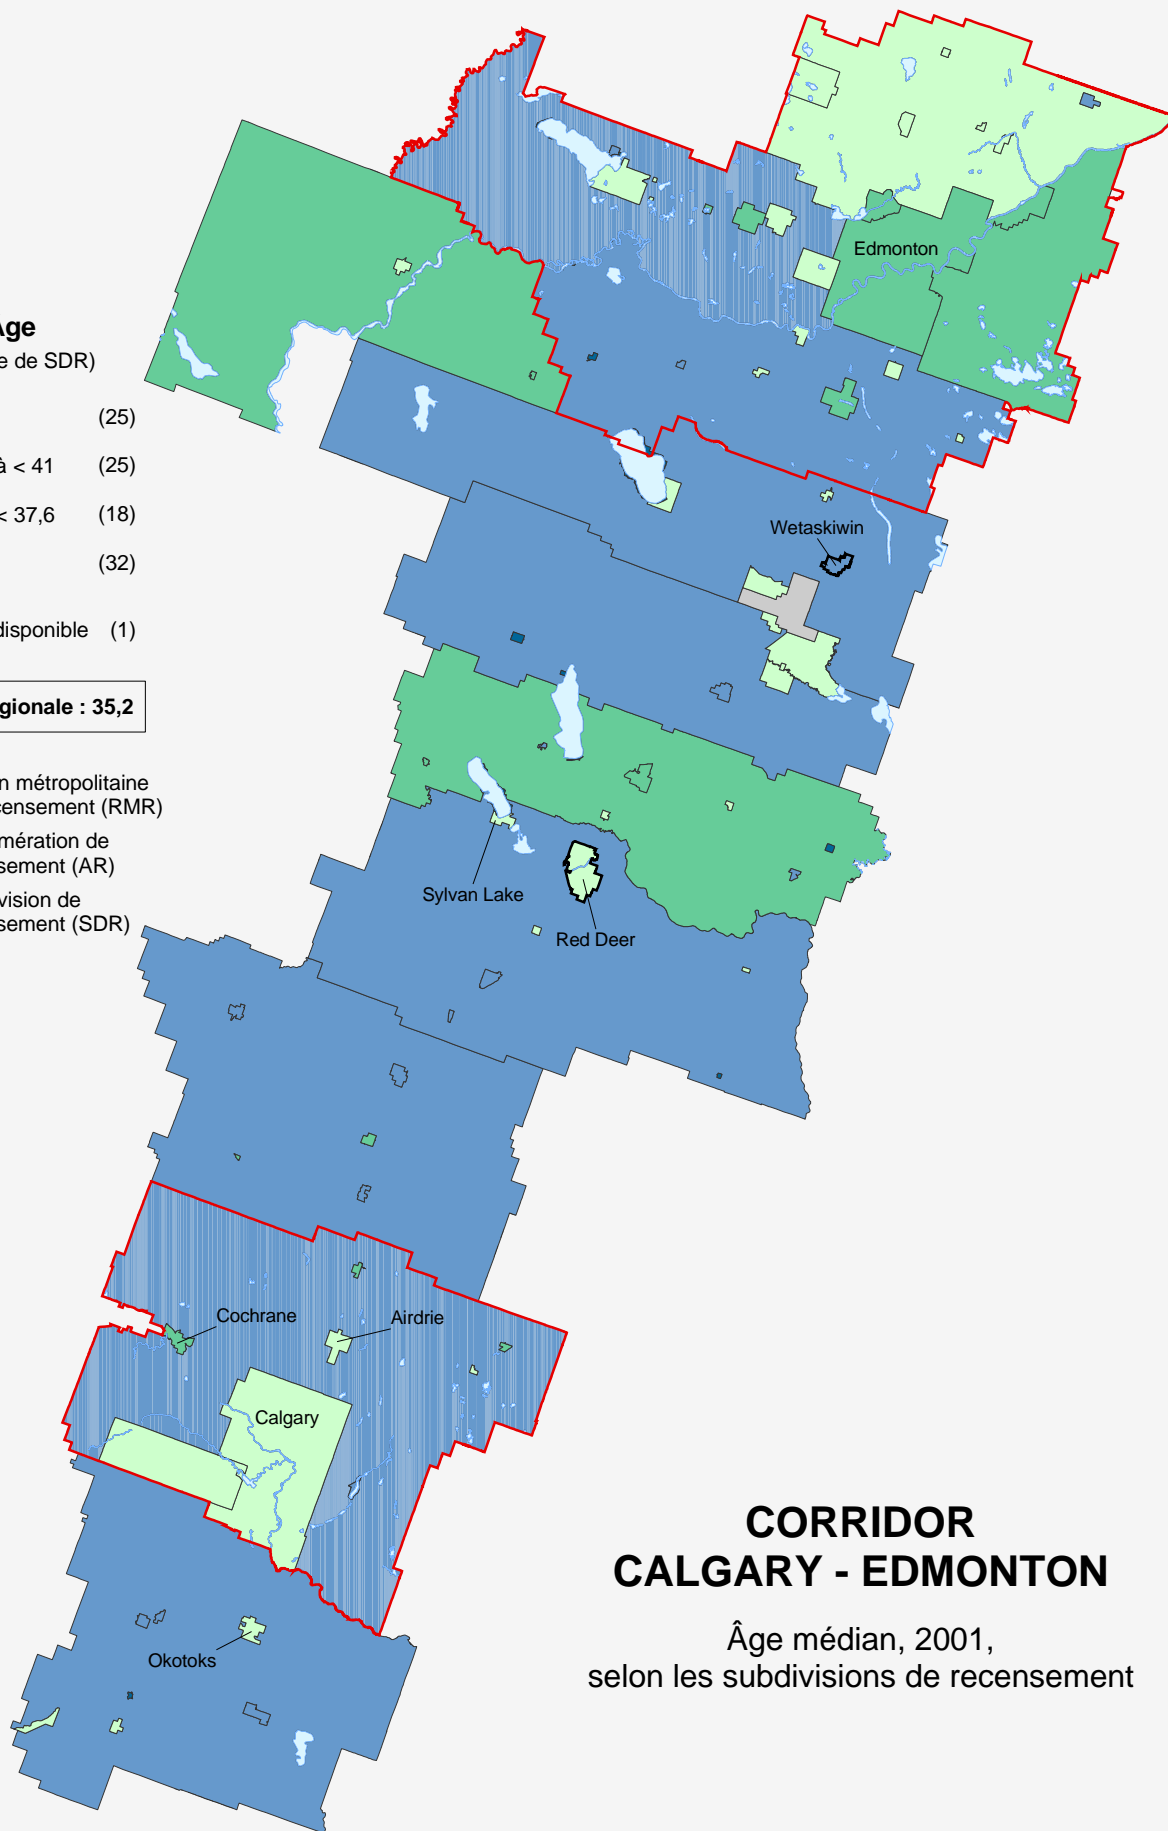 Edmonton
Age
e de SDR)
(25)
à < 41 (25)
< 37,6 (18)
(32)
disponible (1)
gionale : 35,2
n métropolitaine
censement (RMR)
mération de
sement (AR)
vision de
sement (SDR)
Wetaskiwin
Sylvan Lake
Red Deer
Cochrane
Airdrie
Calgary
Okotoks
CORRIDOR
CALGARY - EDMONTON
Âge médian, 2001,
selon les subdivisions de recensement